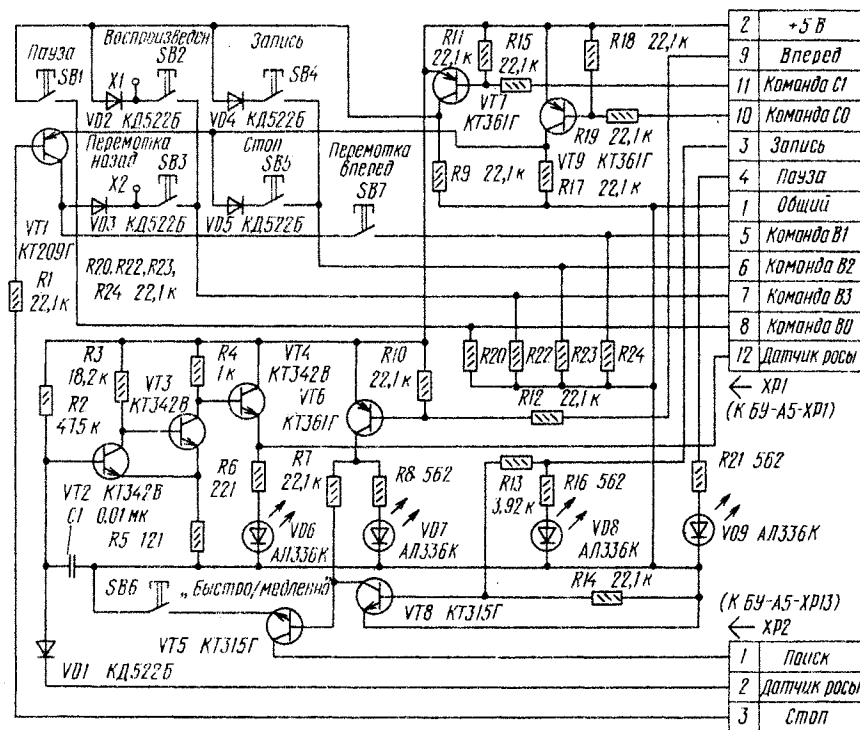 Пауза
SB1
Воспроизведен
SB2
X1
VD2 КД522Б
Запись
SB4
VD4 КД522Б
Перемотка
назад
SB3
X2
VD3 КД522Б
Стоп
SB5
VD5 КД522Б
Перемотка
вперед
SB7
VT1
КТ209Г
R1
22,1к
R20, R22, R23,
R24 22,1к
R11
22,1к
R15
22,1к
VT7
КТ361Г
R18 22,1к
R19 22,1к
VT9 КТ361Г
R9 22,1к
R17 22,1к
2 +5 В
9 Вперед
11 Команда С1
10 Команда С0
3 Запись
4 Пауза
1 Общий
5 Команда В1
6 Команда В2
7 Команда В3
8 Команда В0
12 Датчик росы
← XP1
(К БУ-А5-XP1)
R20
R22
R23
R24
R3
18,2к
R2
475к
VT3
КТ342В
R4
1к
VT4
КТ342В
VT6
КТ361Г
R10
22,1к
R12 22,1к
VT2 КТ342В
C1 0,01 мк
R5 121
R6
221
R7
22,1к
R8 562
VD6
АЛ336К
VD7
АЛ336К
R13
3,92к
R16 562
VD8
АЛ336К
R21 562
VD9 АЛ336К
R14 22,1к
SB6
„Быстро/медленно"
VT5 КТ315Г
VT8 КТ315Г
VD1 КД522Б
(К БУ-А5-XP13)
← XP2
1 Поиск
2 Датчик росы
3 Стоп